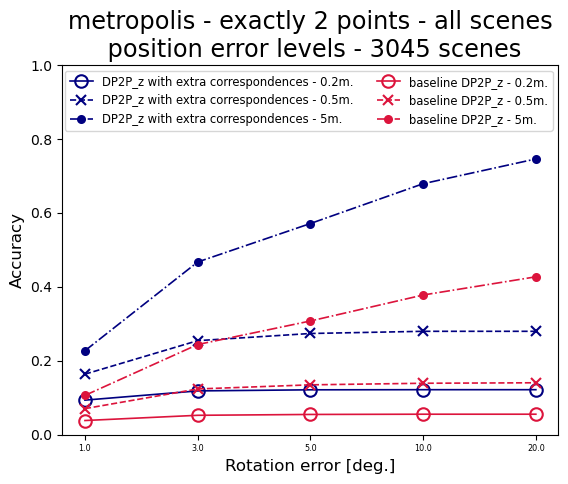 metropolis - exactly 2 points - all scenes
position error levels - 3045 scenes
DP2P_z with extra correspondences - 0.2m.
DP2P_z with extra correspondences - 0.5m.
DP2P_z with extra correspondences - 5m.
baseline DP2P_z - 0.2m.
baseline DP2P_z - 0.5m.
baseline DP2P_z - 5m.
Accuracy
1.0
0.8
0.6
0.4
0.2
0.0
1.0
3.0
5.0
10.0
20.0
Rotation error [deg.]